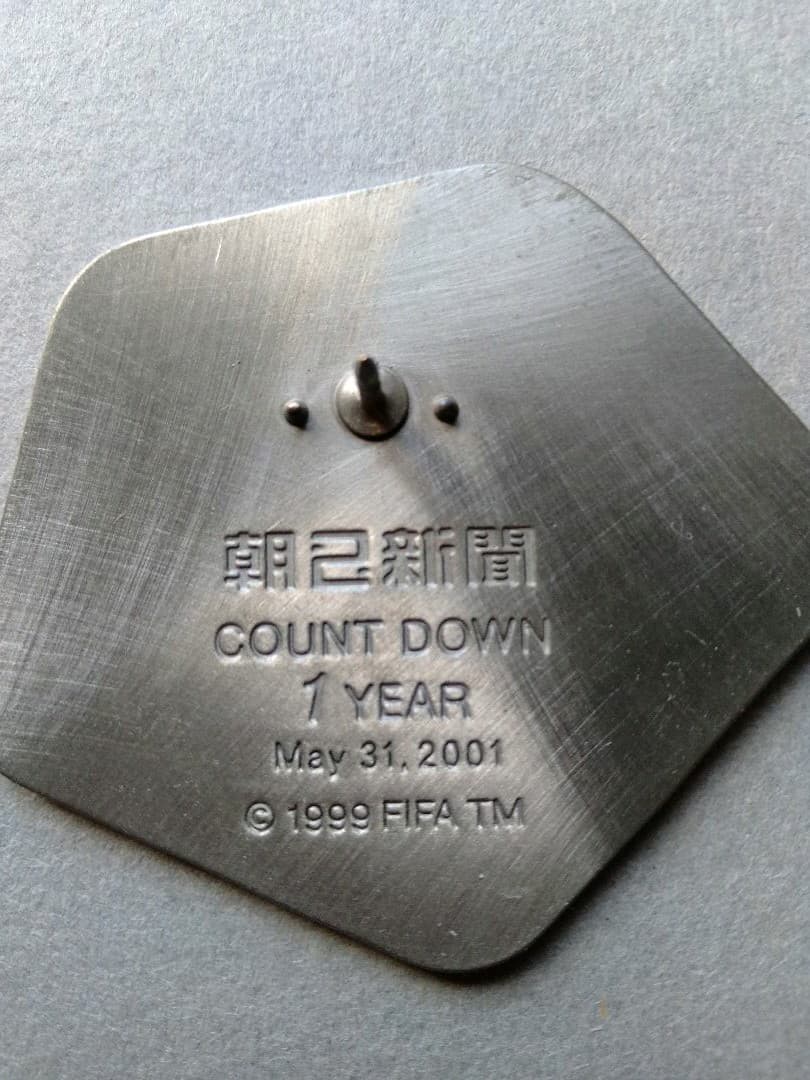 朝日新聞
COUNT DOWN
1 YEAR
May 31, 2001
© 1999 FIFA TM